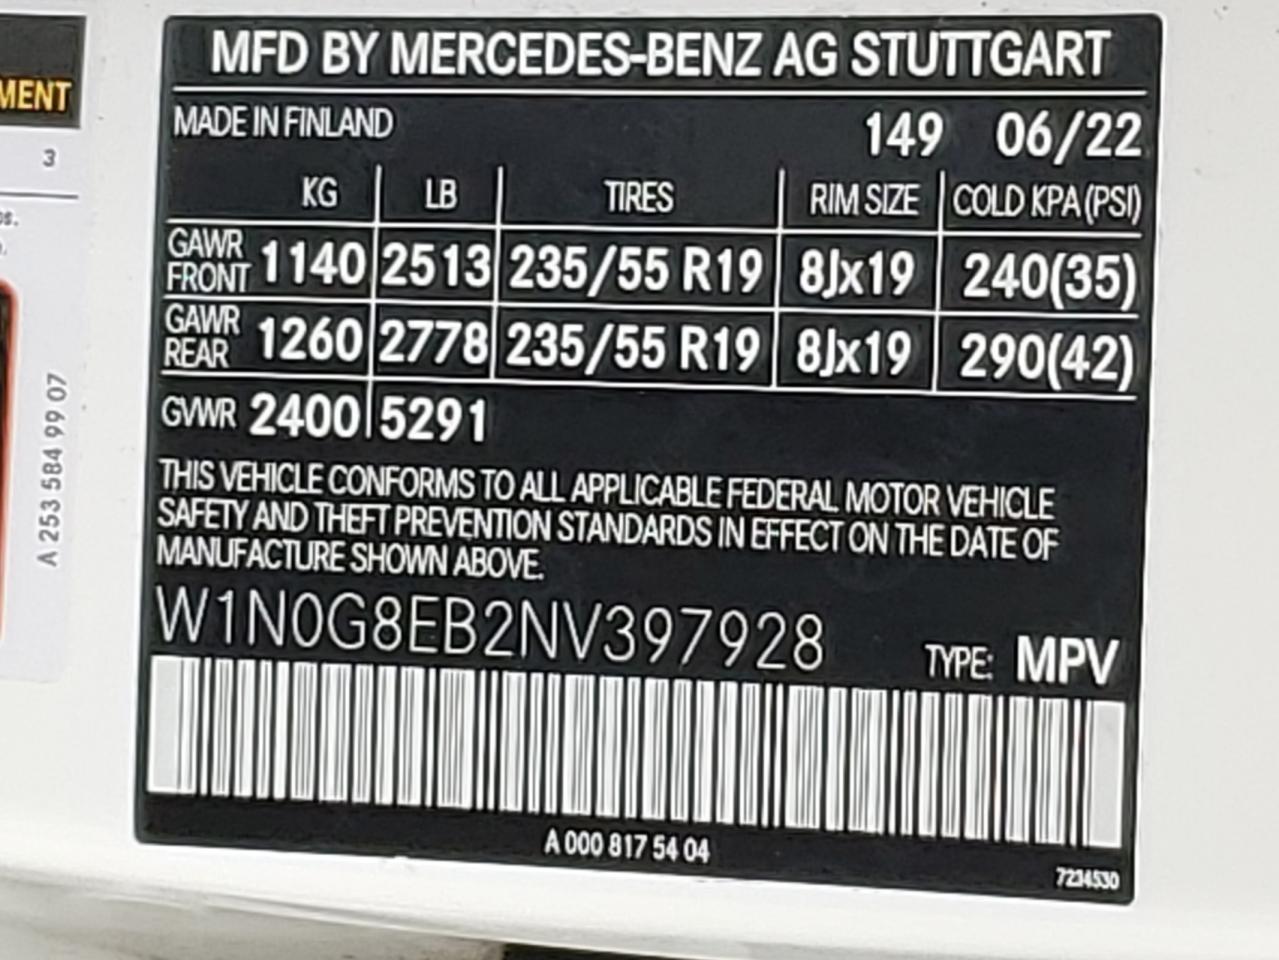 MENT
3
os.
MFD BY MERCEDES-BENZ AG STUTTGART
MADE IN FINLAND 149 06/22
KG LB TIRES RIM SIZE COLD KPA (PSI)
GAWR FRONT 1140 2513 235/55 R19 8Jx19 240(35)
GAWR REAR 1260 2778 235/55 R19 8Jx19 290(42)
GVWR 2400 5291
THIS VEHICLE CONFORMS TO ALL APPLICABLE FEDERAL MOTOR VEHICLE
SAFETY AND THEFT PREVENTION STANDARDS IN EFFECT ON THE DATE OF
MANUFACTURE SHOWN ABOVE.
W1N0G8EB2NV397928
TYPE: MPV
A 000 817 54 04
7234530
A 253 584 99 07